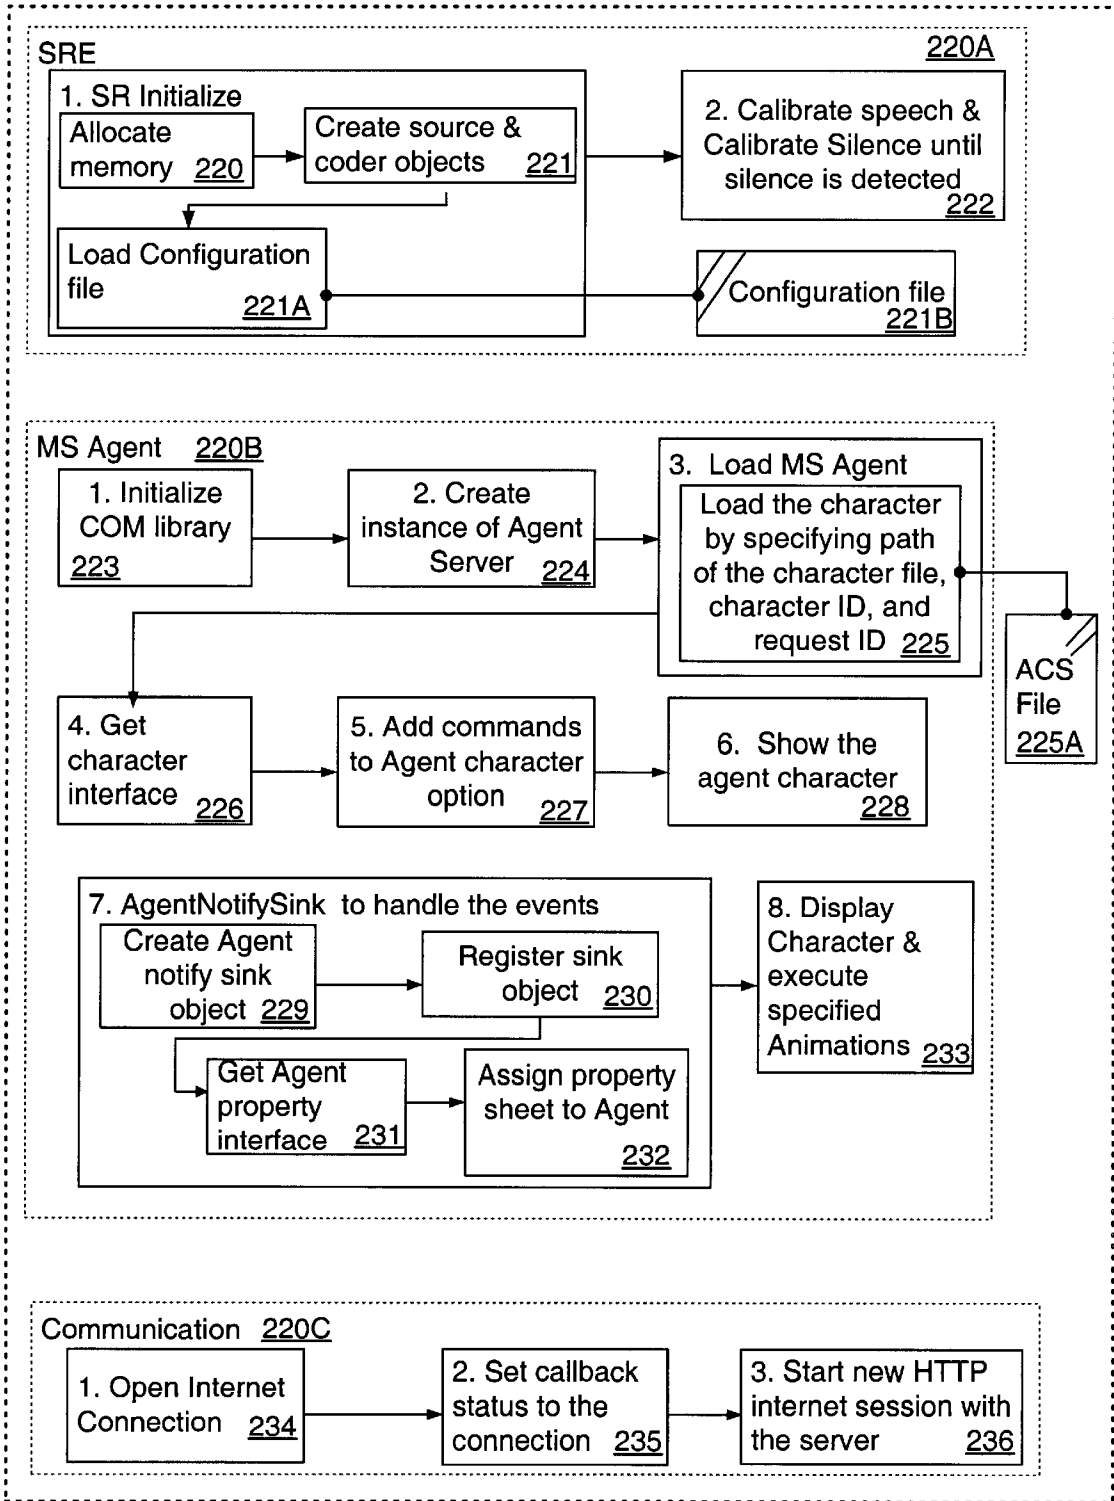 SRE
220A
1. SR Initialize
Allocate
memory 220
Create source &
coder objects 221
2. Calibrate speech &
Calibrate Silence until
silence is detected
222
Load Configuration
file
221A
Configuration file
221B
MS Agent 220B
1. Initialize
COM library
223
2. Create
instance of Agent
Server 224
3. Load MS Agent
Load the character
by specifying path
of the character file,
character ID, and
request ID 225
ACS
File
225A
4. Get
character
interface 226
5. Add commands
to Agent character
option 227
6. Show the
agent character
228
7. AgentNotifySink to handle the events
Create Agent
notify sink
object 229
Register sink
object 230
Get Agent
property
interface 231
Assign property
sheet to Agent
232
8. Display
Character &
execute
specified
Animations 233
Communication 220C
1. Open Internet
Connection 234
2. Set callback
status to the
connection 235
3. Start new HTTP
internet session with
the server 236